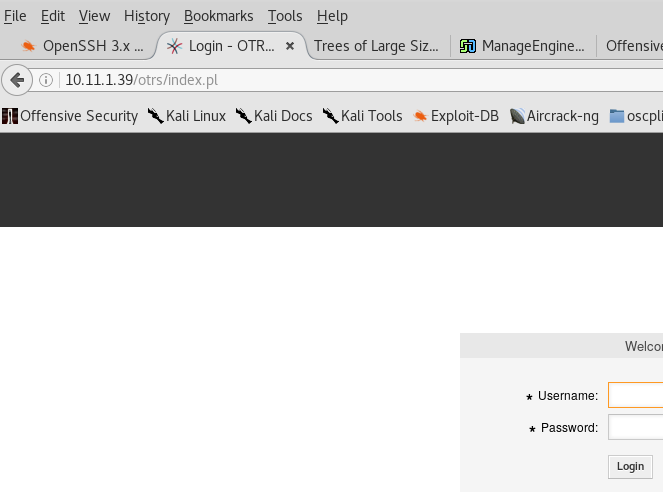 File Edit View History Bookmarks Tools Help
OpenSSH 3.x ... Login - OTR... × Trees of Large Siz... ManageEngine... Offensive
10.11.1.39/otrs/index.pl
Offensive Security Kali Linux Kali Docs Kali Tools Exploit-DB Aircrack-ng oscpli
Welcor
* Username:
* Password:
Login